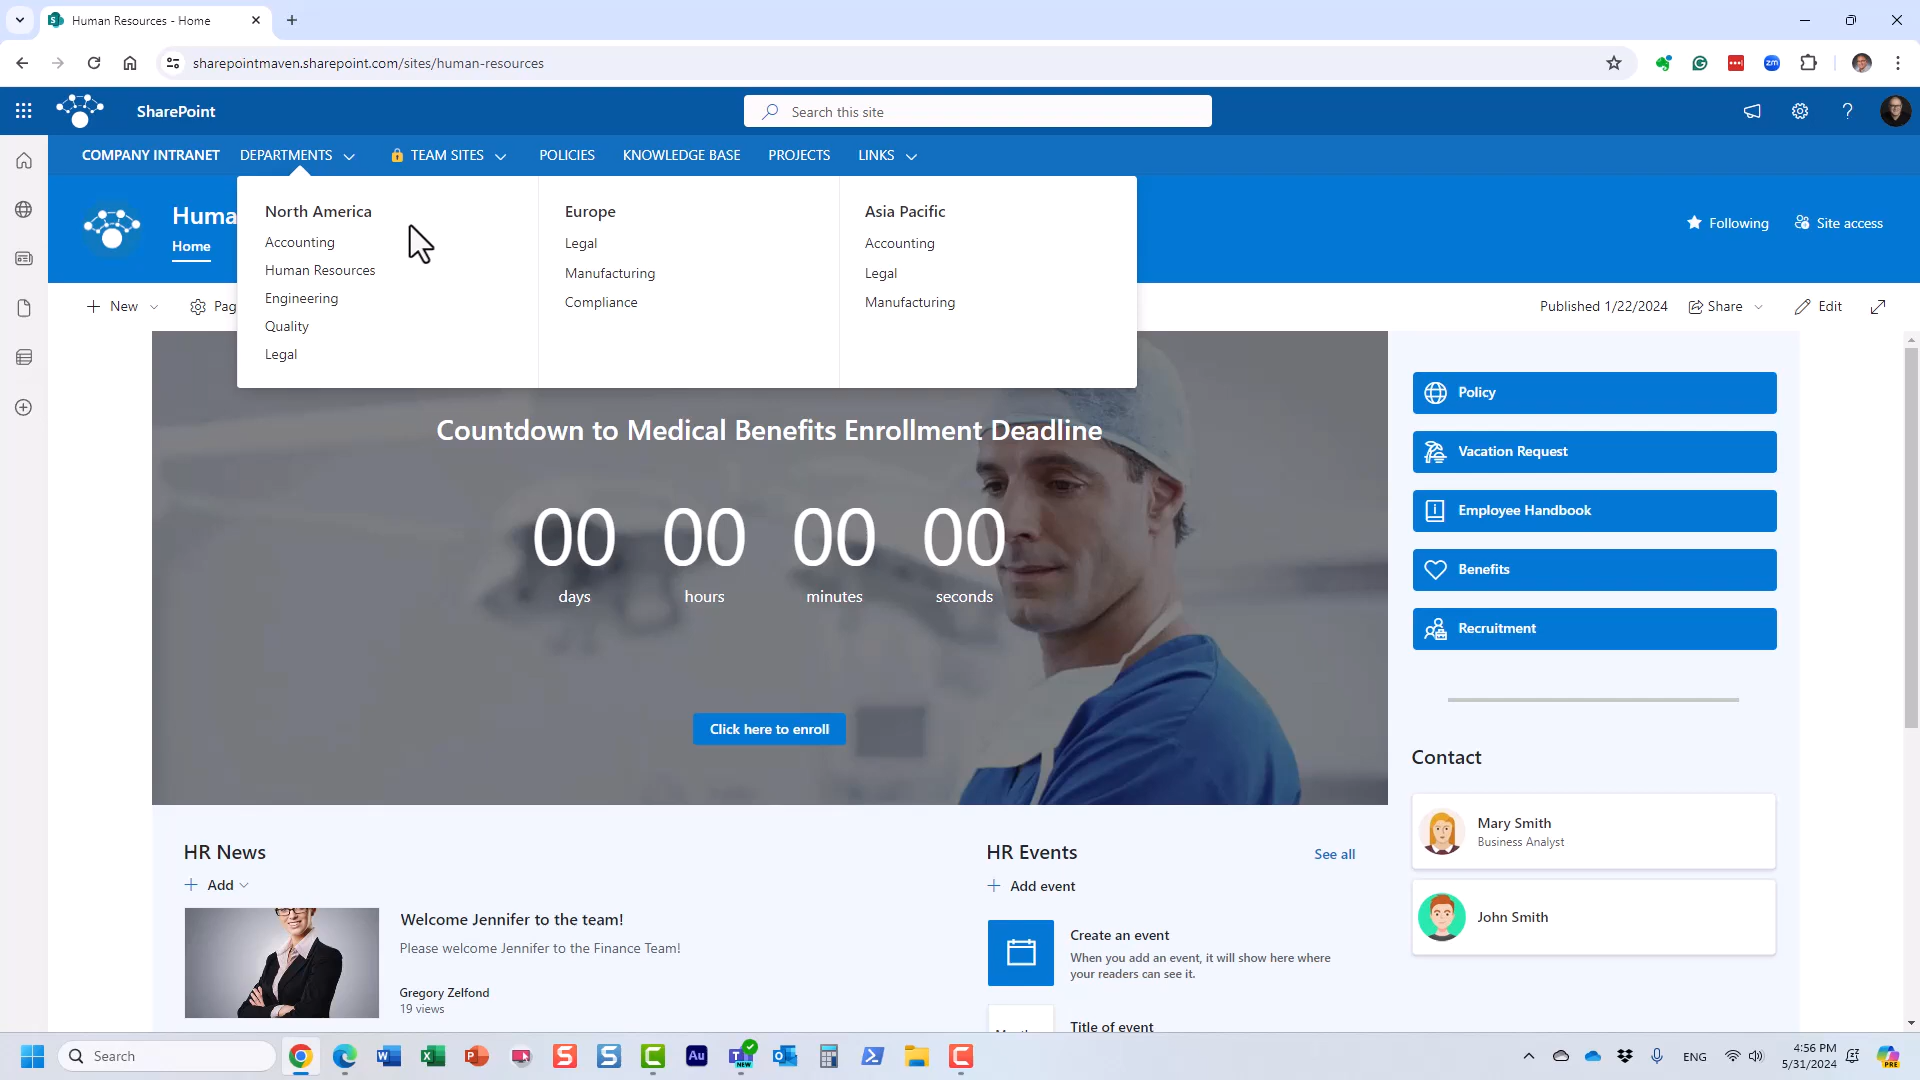 Human Resources - Home
sharepointmaven.sharepoint.com/sites/human-resources
zm
SharePoint
Search this site
COMPANY INTRANET
DEPARTMENTS
TEAM SITES
POLICIES
KNOWLEDGE BASE
PROJECTS
LINKS
North America
Accounting
Human Resources
Engineering
Quality
Legal
Europe
Legal
Manufacturing
Compliance
Asia Pacific
Accounting
Legal
Manufacturing
Huma
Home
Following
Site access
New
Pag
Published 1/22/2024
Share
Edit
Countdown to Medical Benefits Enrollment Deadline
00 00 00 00
days hours minutes seconds
Click here to enroll
Policy
Vacation Request
Employee Handbook
Benefits
Recruitment
Contact
Mary Smith
Business Analyst
John Smith
HR News
Add
Welcome Jennifer to the team!
Please welcome Jennifer to the Finance Team!
Gregory Zelfond
19 views
HR Events
See all
Add event
Create an event
When you add an event, it will show here where
your readers can see it.
Title of event
Search
Au
NEW
ENG
4:56 PM
5/31/2024
PRE